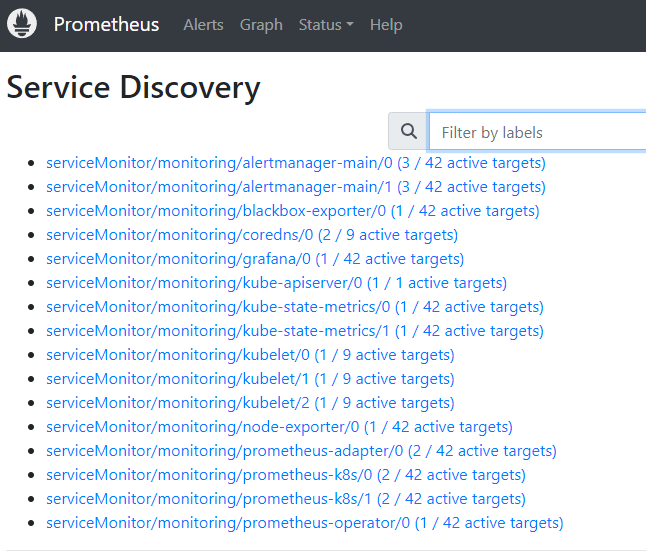 Prometheus Alerts Graph Status Help
Service Discovery
Filter by labels
serviceMonitor/monitoring/alertmanager-main/0 (3 / 42 active targets)
serviceMonitor/monitoring/alertmanager-main/1 (3 / 42 active targets)
serviceMonitor/monitoring/blackbox-exporter/0 (1 / 42 active targets)
serviceMonitor/monitoring/coredns/0 (2 / 9 active targets)
serviceMonitor/monitoring/grafana/0 (1 / 42 active targets)
serviceMonitor/monitoring/kube-apiserver/0 (1 / 1 active targets)
serviceMonitor/monitoring/kube-state-metrics/0 (1 / 42 active targets)
serviceMonitor/monitoring/kube-state-metrics/1 (1 / 42 active targets)
serviceMonitor/monitoring/kubelet/0 (1 / 9 active targets)
serviceMonitor/monitoring/kubelet/1 (1 / 9 active targets)
serviceMonitor/monitoring/kubelet/2 (1 / 9 active targets)
serviceMonitor/monitoring/node-exporter/0 (1 / 42 active targets)
serviceMonitor/monitoring/prometheus-adapter/0 (2 / 42 active targets)
serviceMonitor/monitoring/prometheus-k8s/0 (2 / 42 active targets)
serviceMonitor/monitoring/prometheus-k8s/1 (2 / 42 active targets)
serviceMonitor/monitoring/prometheus-operator/0 (1 / 42 active targets)